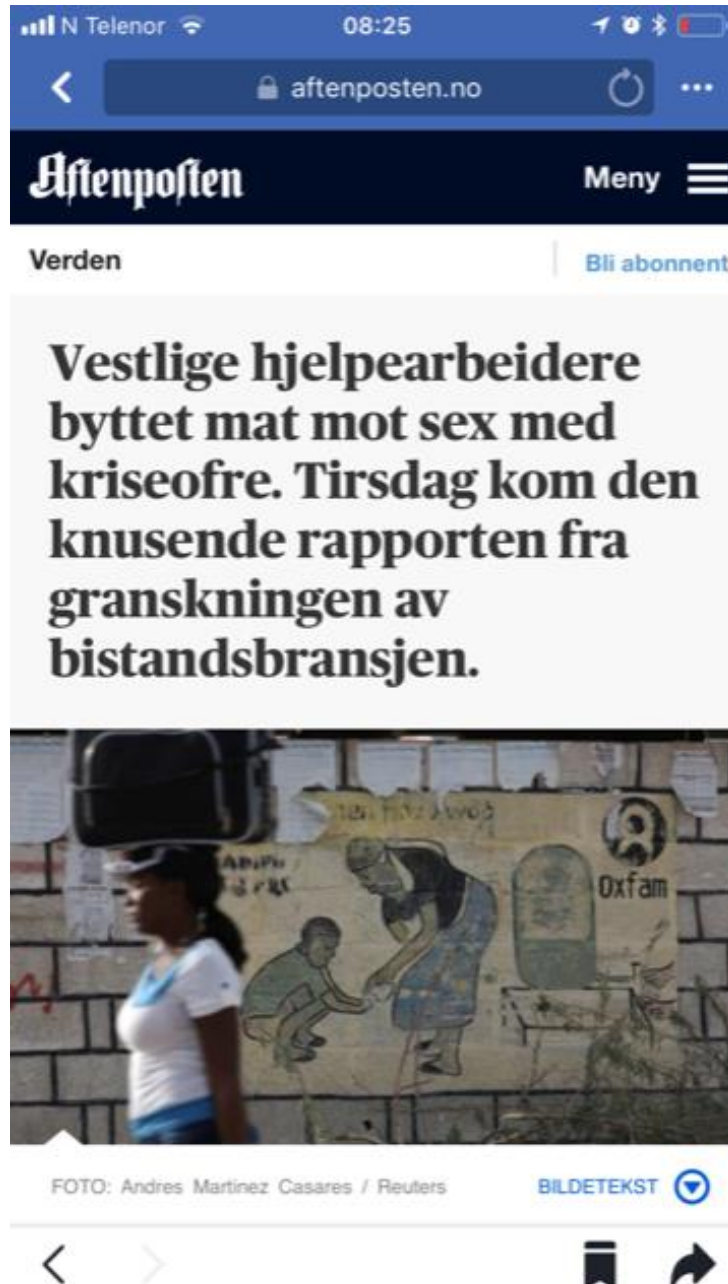 N Telenor 08:25
aftenposten.no
Aftenposten Meny
Verden Bli abonnent
Vestlige hjelpearbeidere
byttet mat mot sex med
kriseofre. Tirsdag kom den
knusende rapporten fra
granskningen av
bistandsbransjen.
Oxfam
FOTO: Andres Martinez Casares / Reuters BILDETEKST